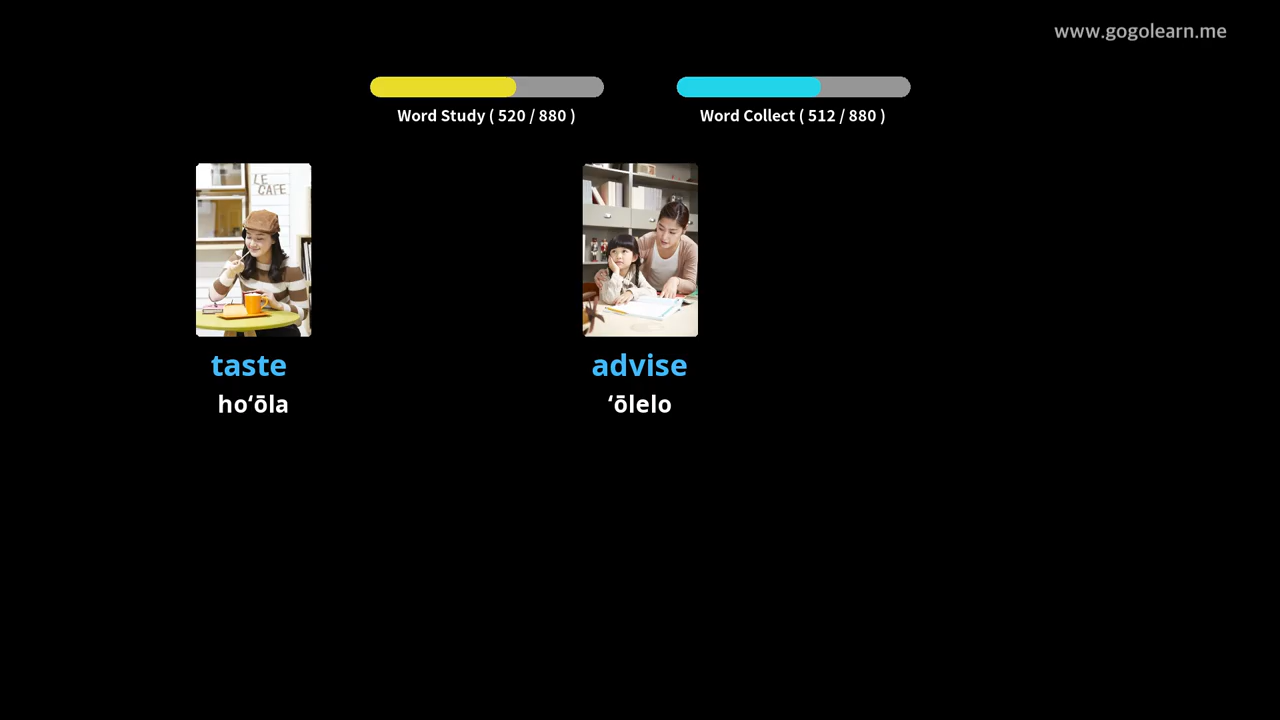 www.gogolearn.me
Word Study ( 520 / 880 )
Word Collect ( 512 / 880 )
LE
CAFE
taste
hoʻōla
advise
ʻōlelo